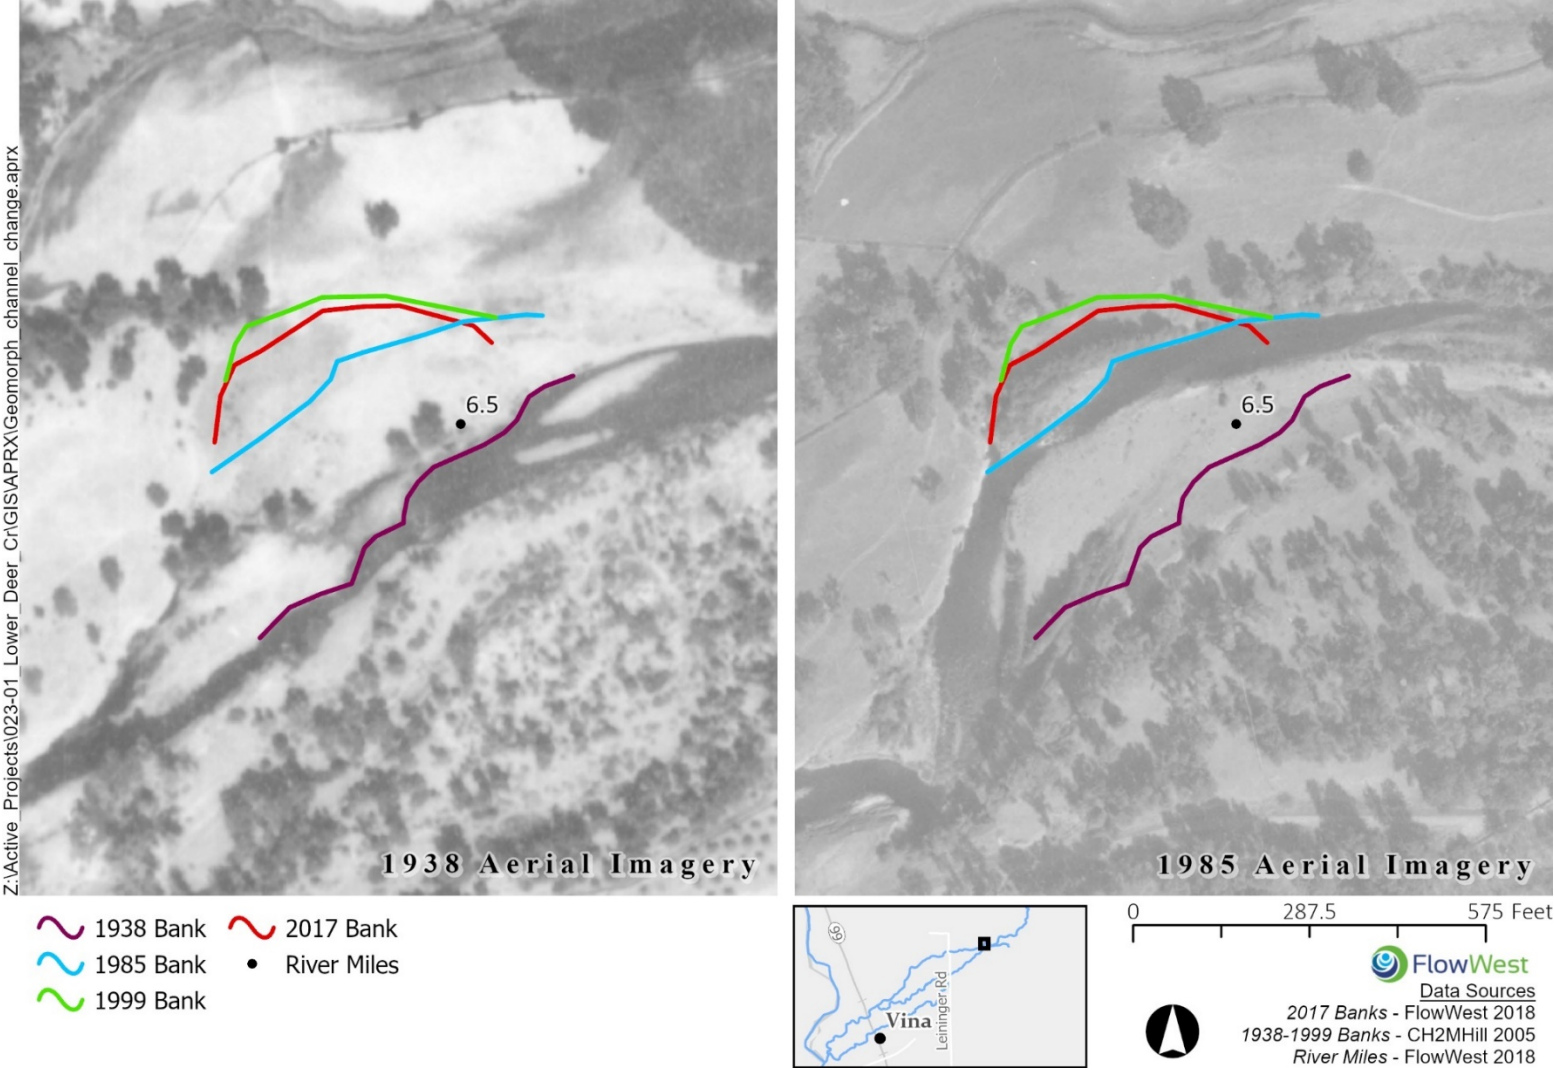 Z:\Active_Projects\023-01_Lower_Deer_Cr\GIS\APRX\Geomorph_channel_change.aprx
6.5
6.5
1938 Aerial Imagery
1985 Aerial Imagery
1938 Bank
2017 Bank
1985 Bank
River Miles
1999 Bank
99
Leininger Rd
Vina
0 287.5 575 Feet
FlowWest
Data Sources
2017 Banks - FlowWest 2018
1938-1999 Banks - CH2MHill 2005
River Miles - FlowWest 2018